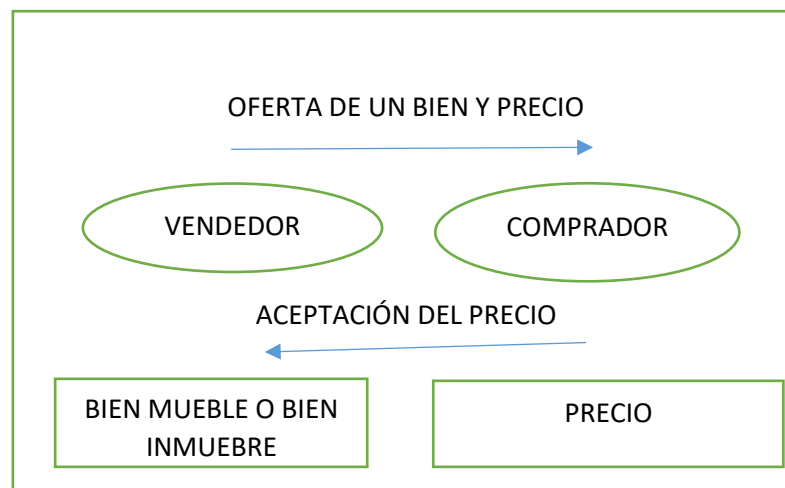 OFERTA DE UN BIEN Y PRECIO
VENDEDOR
COMPRADOR
ACEPTACIÓN DEL PRECIO
BIEN MUEBLE O BIEN
INMUEBRE
PRECIO